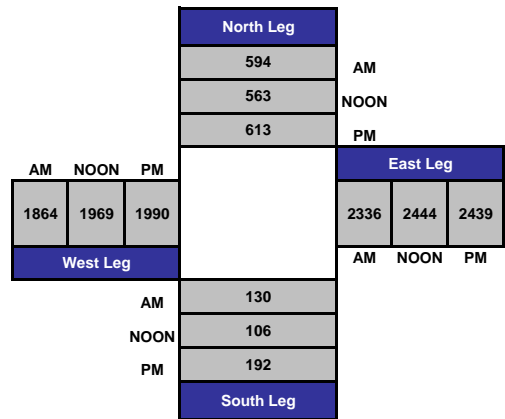 North Leg
594 AM
563 NOON
613 PM
East Leg
AM NOON PM
1864 1969 1990 2336 2444 2439
West Leg
AM NOON PM
AM 130
NOON 106
PM 192
South Leg